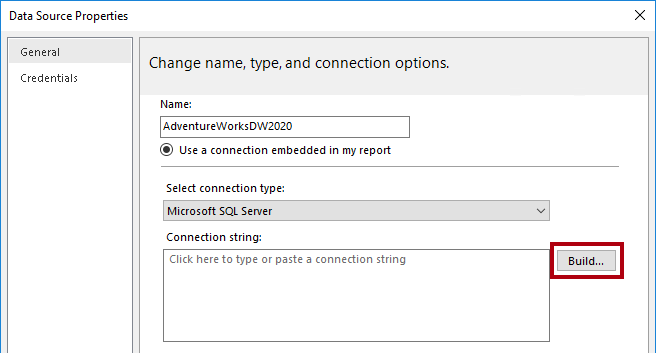 Data Source Properties
General
Credentials
Change name, type, and connection options.
Name:
AdventureWorksDW2020
Use a connection embedded in my report
Select connection type:
Microsoft SQL Server
Connection string:
Click here to type or paste a connection string
Build...